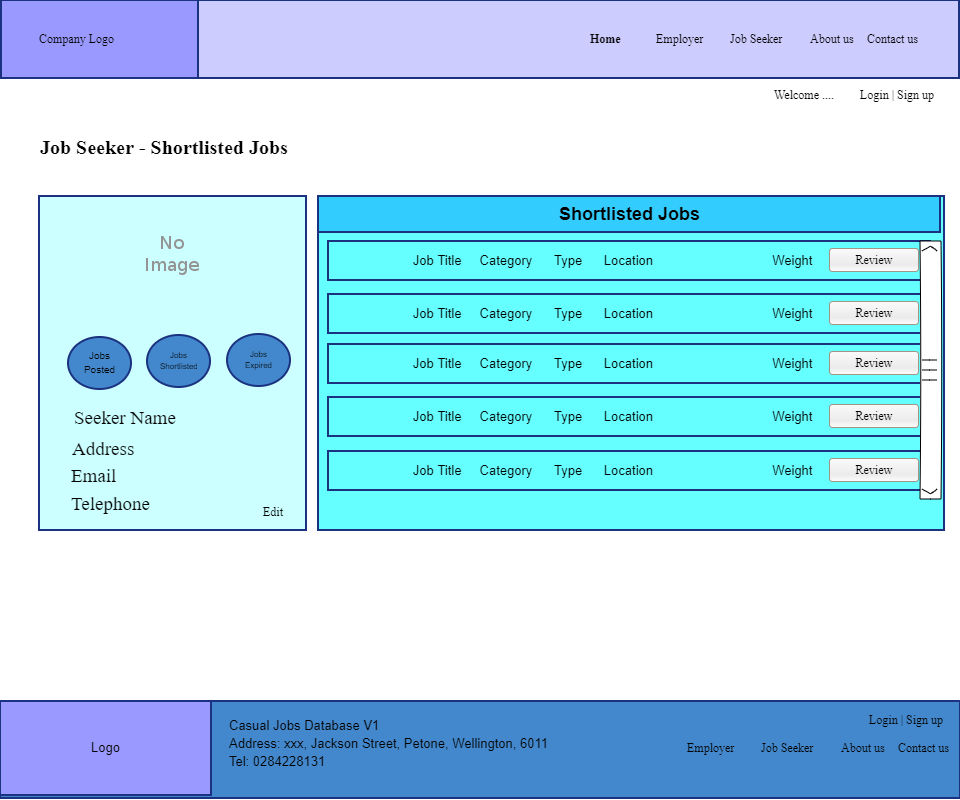 Company Logo
Home Employer Job Seeker About us Contact us
Welcome .... Login | Sign up
Job Seeker - Shortlisted Jobs
No
Image
Jobs
Posted
Jobs
Shortlisted
Jobs
Expired
Seeker Name
Address
Email
Telephone
Edit
Shortlisted Jobs
Job Title Category Type Location Weight Review
Job Title Category Type Location Weight Review
Job Title Category Type Location Weight Review
Job Title Category Type Location Weight Review
Job Title Category Type Location Weight Review
Logo
Casual Jobs Database V1
Address: xxx, Jackson Street, Petone, Wellington, 6011
Tel: 0284228131
Login | Sign up
Employer Job Seeker About us Contact us